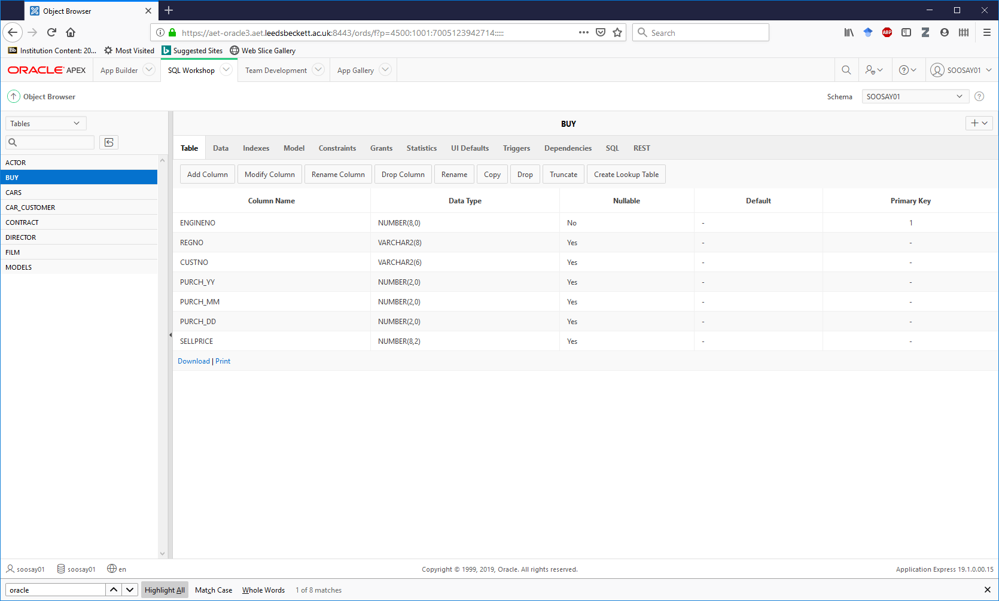 Object Browser
https://aet-oracle3.aet.leedsbeckett.ac.uk:8443/ords/f?p=4500:1001:7005123942714:::::
Search
ABP
Z
Bb Institution Content: 20... Most Visited Suggested Sites Web Slice Gallery
ORACLE APEX App Builder SQL Workshop Team Development App Gallery SOOSAY01
Object Browser Schema SOOSAY01
Tables
BUY
Table Data Indexes Model Constraints Grants Statistics UI Defaults Triggers Dependencies SQL REST
ACTOR
BUY
CARS
CAR_CUSTOMER
CONTRACT
DIRECTOR
FILM
MODELS
Add Column Modify Column Rename Column Drop Column Rename Copy Drop Truncate Create Lookup Table
Column Name Data Type Nullable Default Primary Key
ENGINENO NUMBER(8,0) No - 1
REGNO VARCHAR2(8) Yes - -
CUSTNO VARCHAR2(6) Yes - -
PURCH_YY NUMBER(2,0) Yes - -
PURCH_MM NUMBER(2,0) Yes - -
PURCH_DD NUMBER(2,0) Yes - -
SELLPRICE NUMBER(8,2) Yes - -
Download | Print
soosay01 soosay01 en Copyright © 1999, 2019, Oracle. All rights reserved. Application Express 19.1.0.00.15
oracle Highlight All Match Case Whole Words 1 of 8 matches